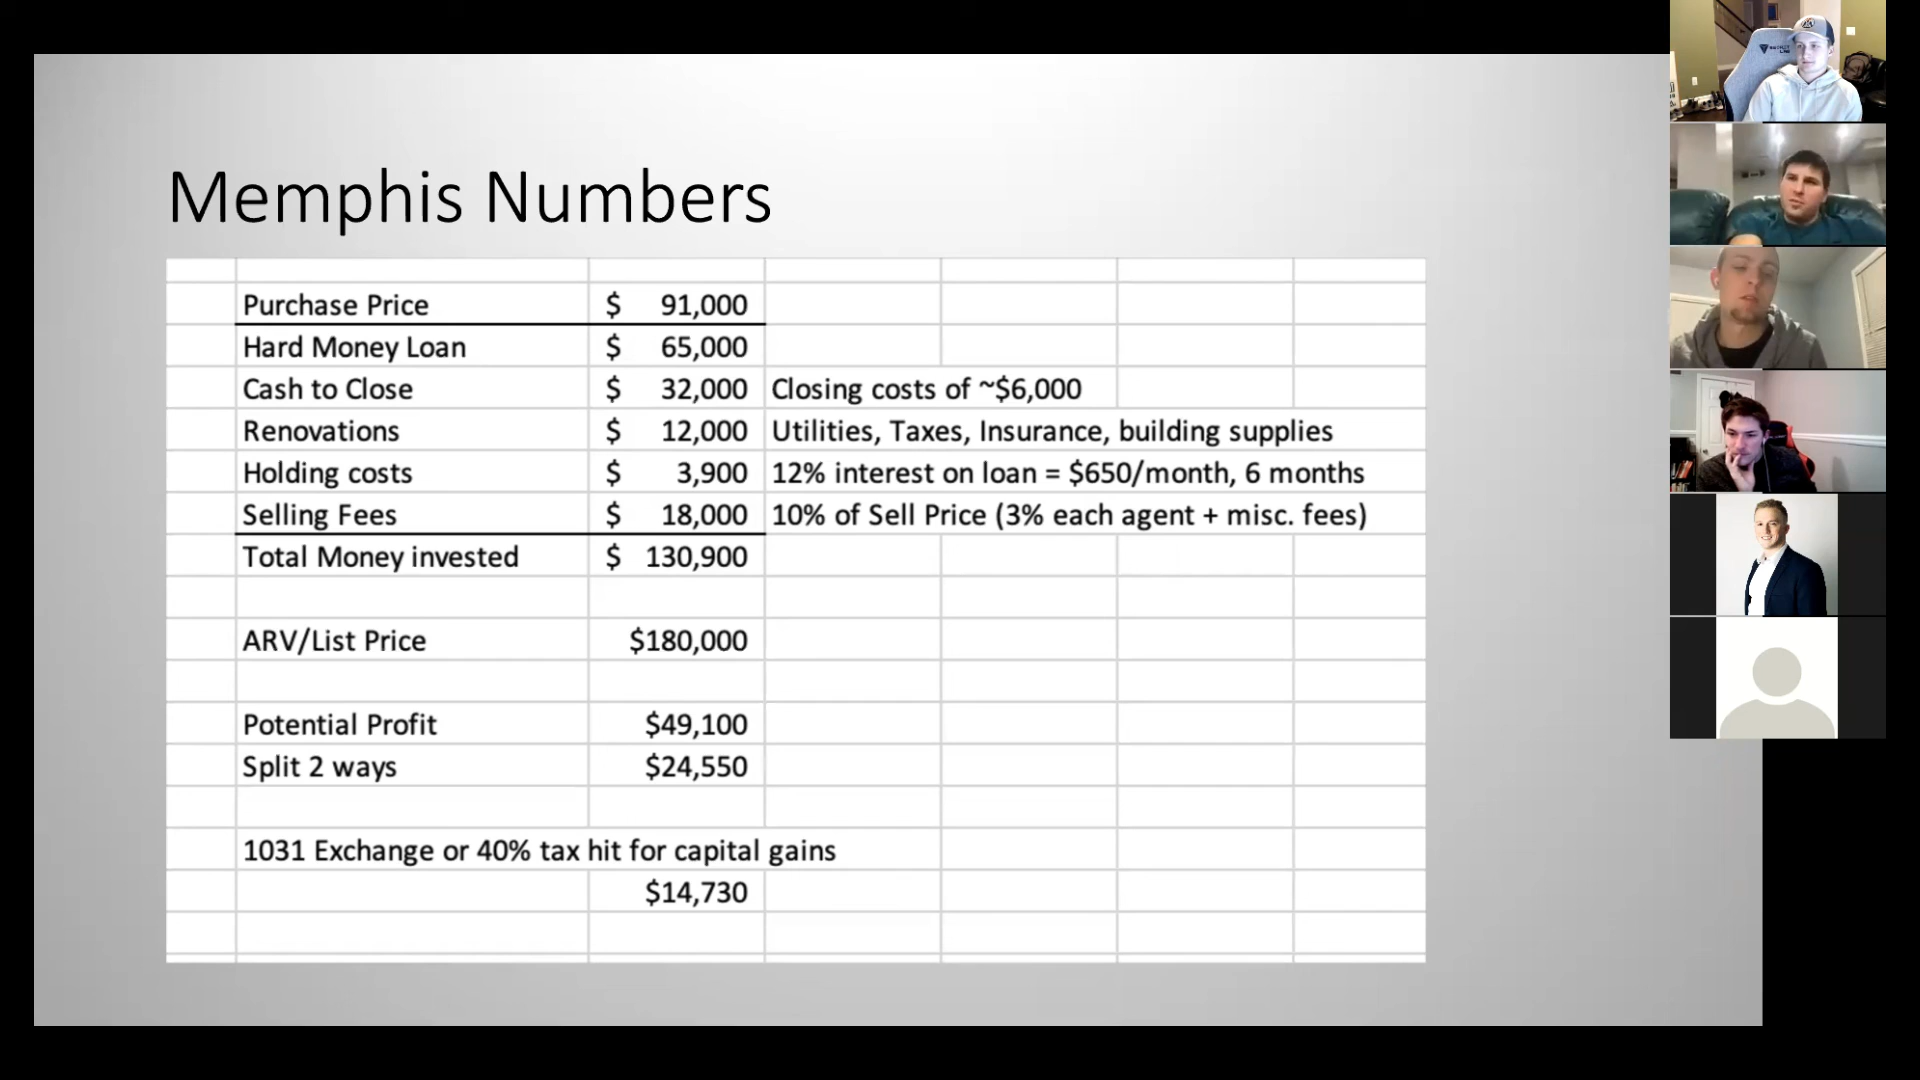 Memphis Numbers
Purchase Price $ 91,000
Hard Money Loan $ 65,000
Cash to Close $ 32,000 Closing costs of ~$6,000
Renovations $ 12,000 Utilities, Taxes, Insurance, building supplies
Holding costs $ 3,900 12% interest on loan = $650/month, 6 months
Selling Fees $ 18,000 10% of Sell Price (3% each agent + misc. fees)
Total Money invested $ 130,900
ARV/List Price $180,000
Potential Profit $49,100
Split 2 ways $24,550
1031 Exchange or 40% tax hit for capital gains
$14,730